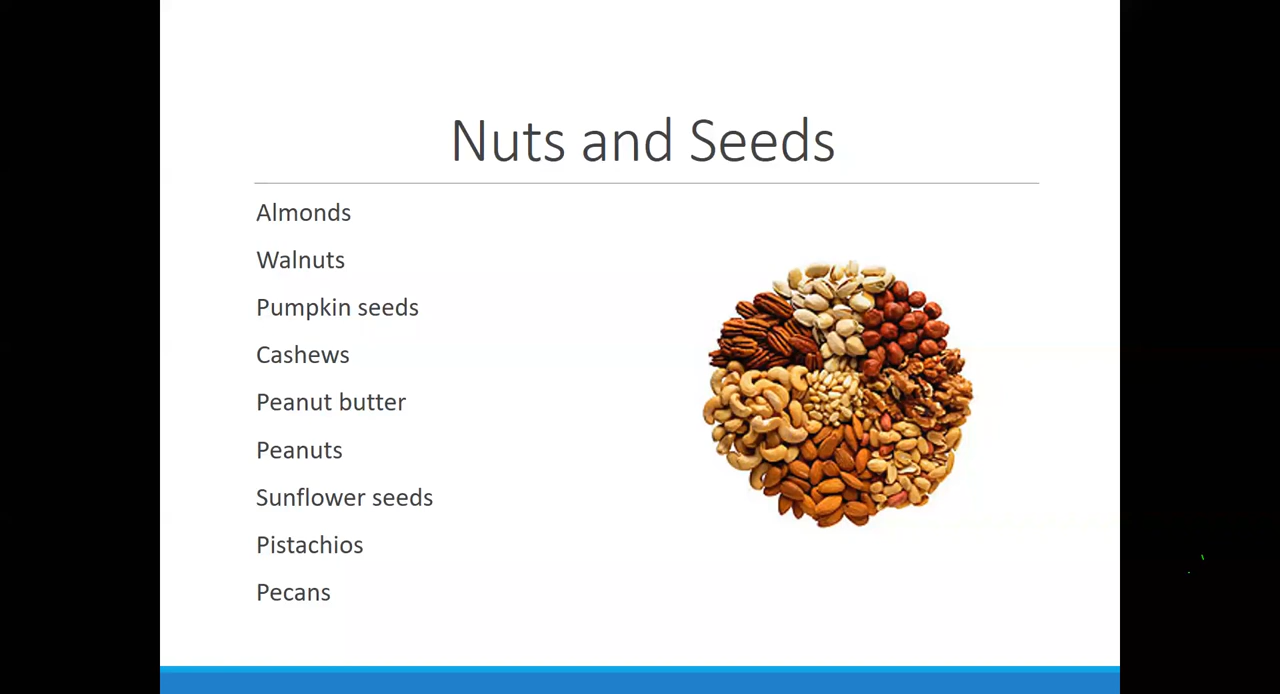 Nuts and Seeds
Almonds
Walnuts
Pumpkin seeds
Cashews
Peanut butter
Peanuts
Sunflower seeds
Pistachios
Pecans